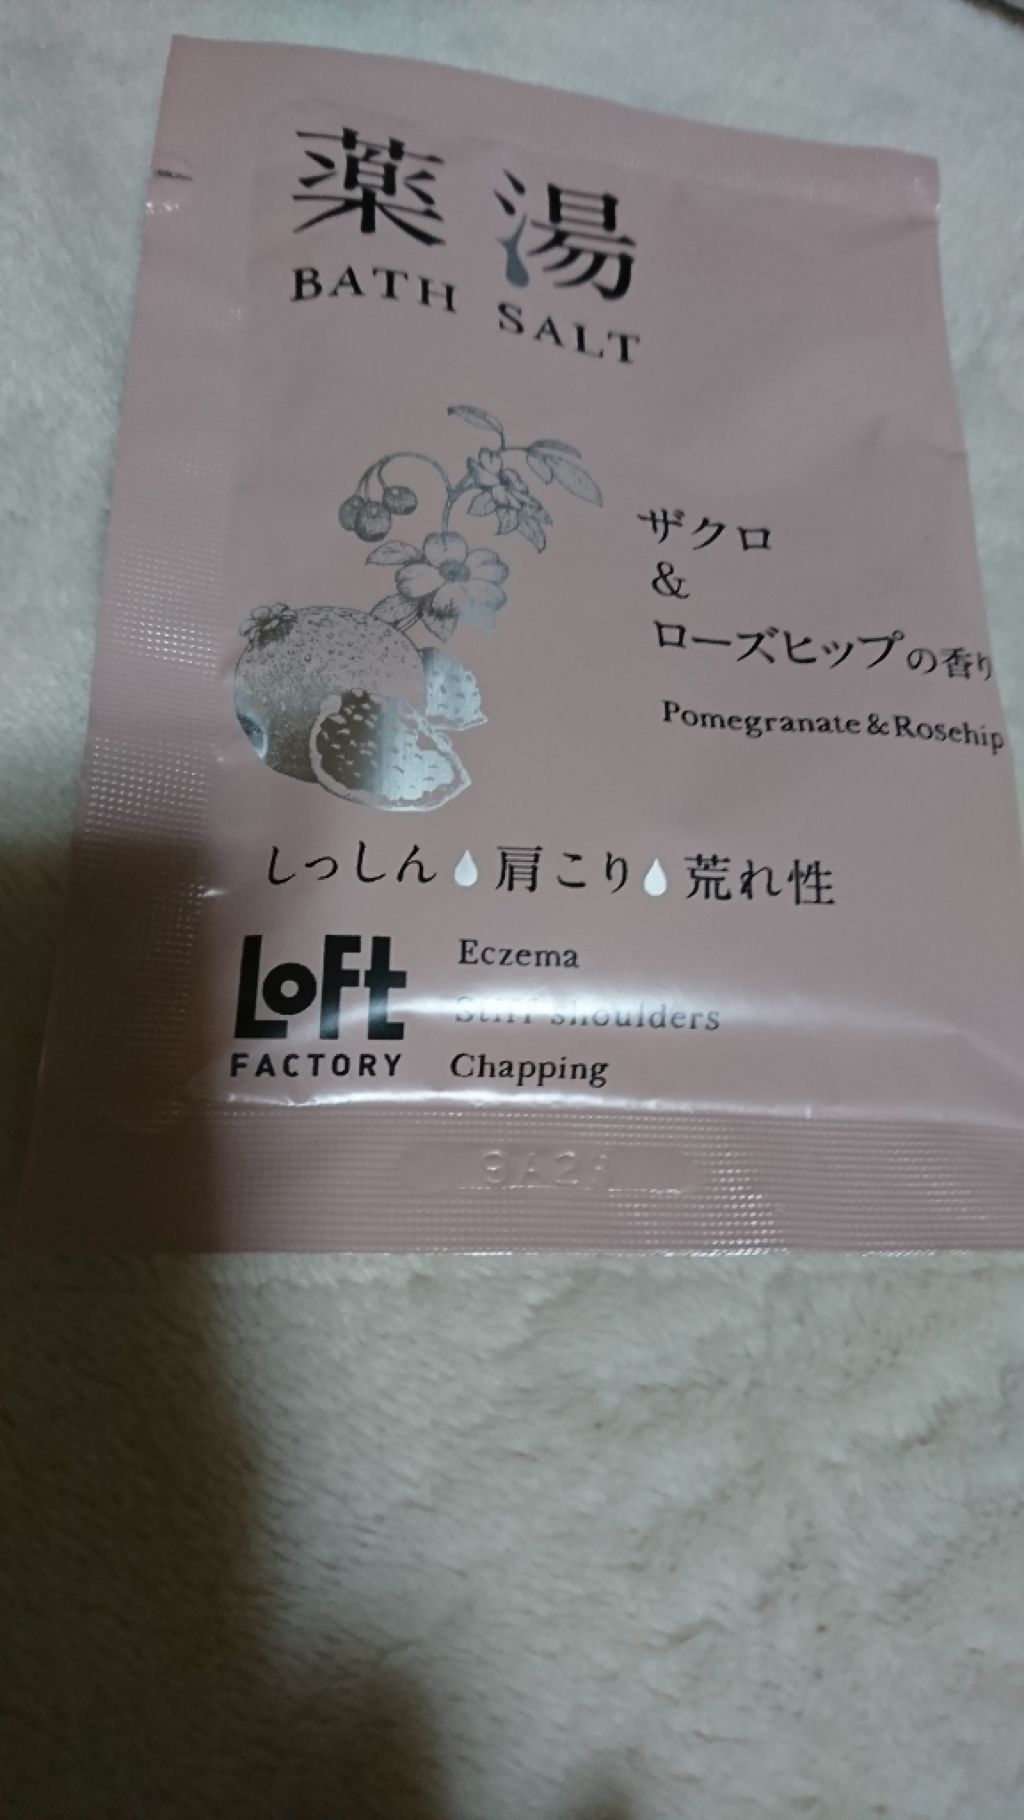 薬湯
BATH SALT
ザクロ
&
ローズヒップの香り
Pomegranate&Rosehip
しっしん 肩こり 荒れ性
LoFt
FACTORY
Eczema
Stiff shoulders
Chapping